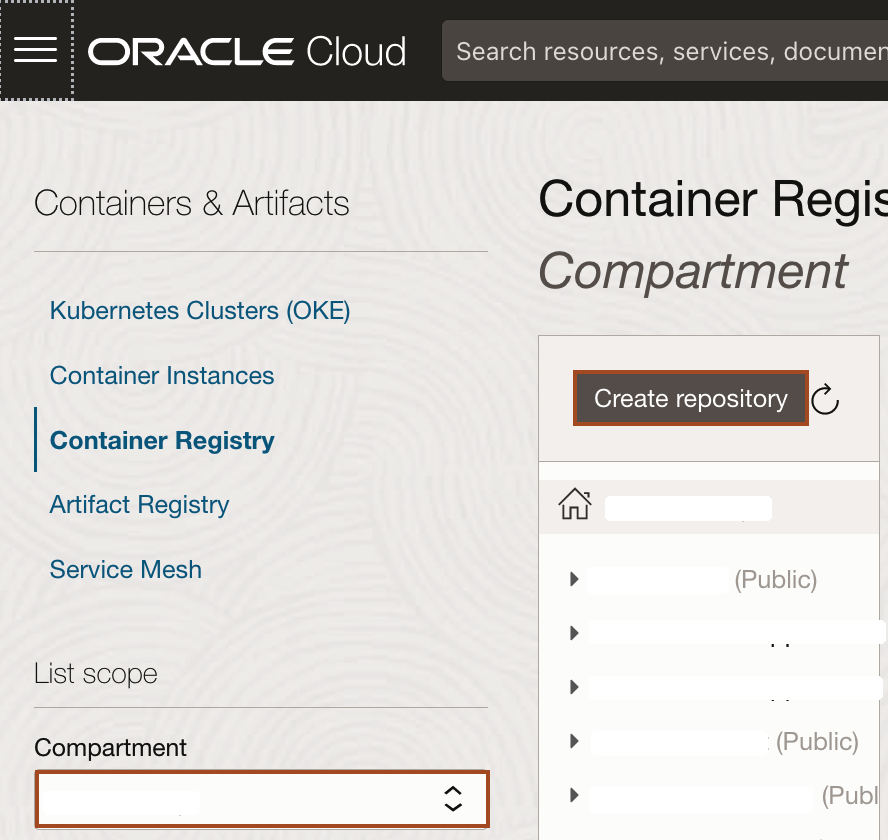 ORACLE Cloud
Search resources, services, documen
Containers & Artifacts
Kubernetes Clusters (OKE)
Container Instances
Container Registry
Artifact Registry
Service Mesh
List scope
Compartment
Container Regis
Compartment
Create repository
(Public)
(Public)
(Publ